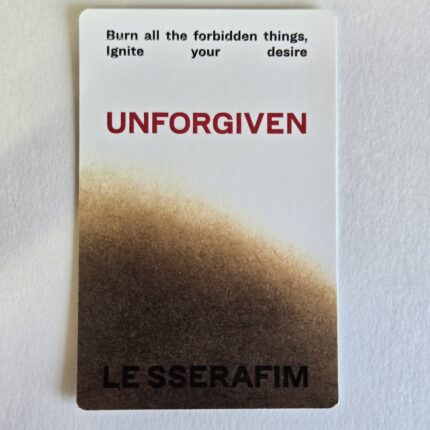 Burn all the forbidden things,
Ignite your desire
UNFORGIVEN
LE SSERAFIM